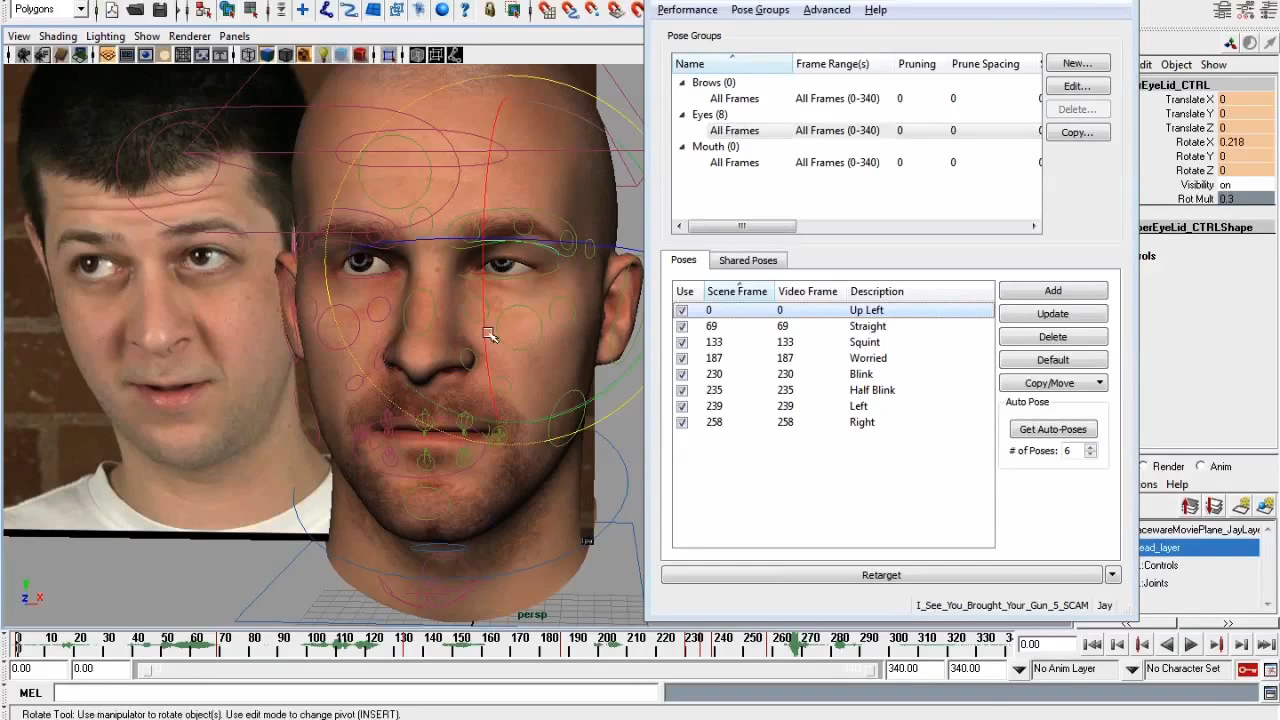 Polygons
Performance Pose Groups Advanced Help
View Shading Lighting Show Renderer Panels
Pose Groups
Name Frame Range(s) Pruning Prune Spacing
New...
Brows (0)
Edit...
All Frames All Frames (0-340) 0 0
Delete...
Eyes (8)
All Frames All Frames (0-340) 0 0
Copy...
Mouth (0)
All Frames All Frames (0-340) 0 0
Object Show
erEyeLid_CTRL
Translate X 0
Translate Y 0
Translate Z 0
Rotate X 0.218
Rotate Y 0
Rotate Z 0
Visibility on
Rot Mult 0.3
perEyeLid_CTRLShape
Poses Shared Poses
Use Scene Frame Video Frame Description
0 0 Up Left
69 69 Straight
133 133 Squint
187 187 Worried
230 230 Blink
235 235 Half Blink
239 239 Left
258 258 Right
Add
Update
Delete
Default
Copy/Move
Auto Pose
Get Auto-Poses
# of Poses: 6
Render Anim
ions Help
acewareMoviePlane_JayLaye
ead_layer
:Controls
:Joints
Retarget
I_See_You_Brought_Your_Gun_5_SCAM Jay
persp
Y
Z X
10 20 30 40 50 60 70 80 90 100 110 120 130 140 150 160 170 180 190 200 210 220 230 240 250 260 270 280 290 300 310 320 330 3
0.00
0.00 0.00 340.00 340.00 No Anim Layer No Character Set
MEL
Rotate Tool: Use manipulator to rotate object(s). Use edit mode to change pivot (INSERT).